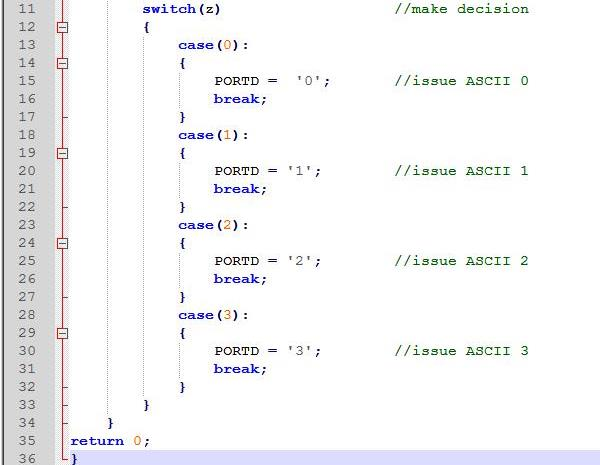 11 switch(z) //make decision
12 {
13 case(0):
14 {
15 PORTD = '0'; //issue ASCII 0
16 break;
17 }
18 case(1):
19 {
20 PORTD = '1'; //issue ASCII 1
21 break;
22 }
23 case(2):
24 {
25 PORTD = '2'; //issue ASCII 2
26 break;
27 }
28 case(3):
29 {
30 PORTD = '3'; //issue ASCII 3
31 break;
32 }
33 }
34 }
35 return 0;
36 }